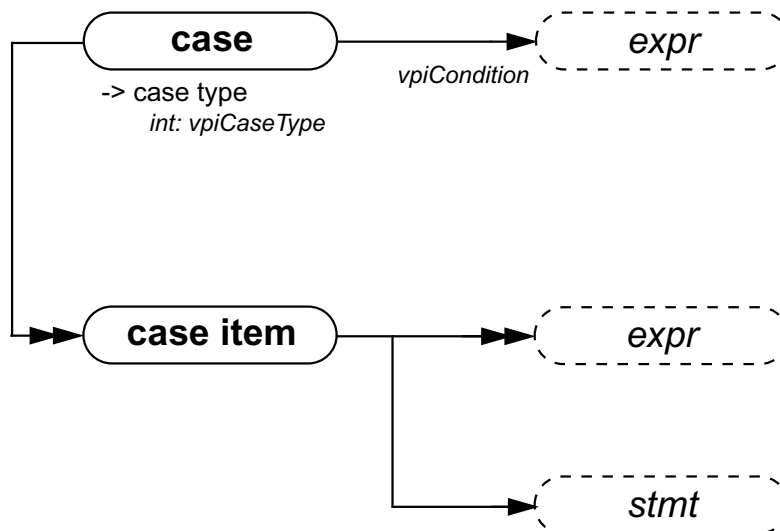 case
expr
vpiCondition
-> case type
int: vpiCaseType
case item
expr
stmt